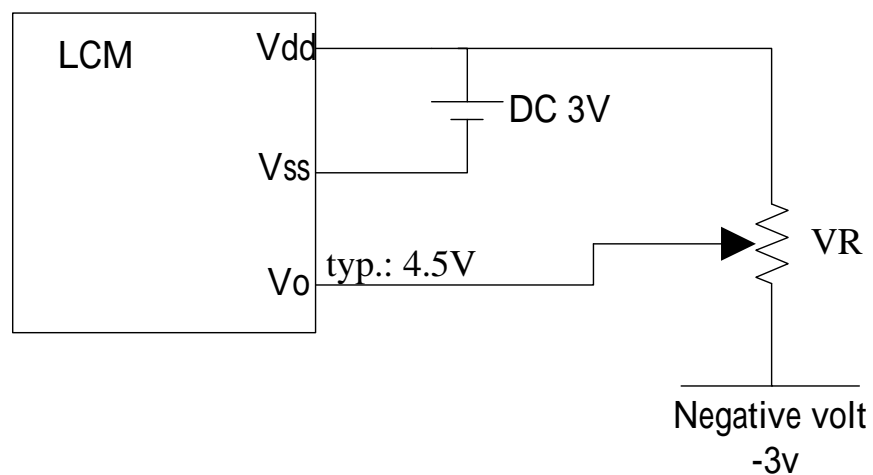 LCM
Vdd
DC 3V
Vss
typ.: 4.5V
Vo
VR
Negative volt
-3v